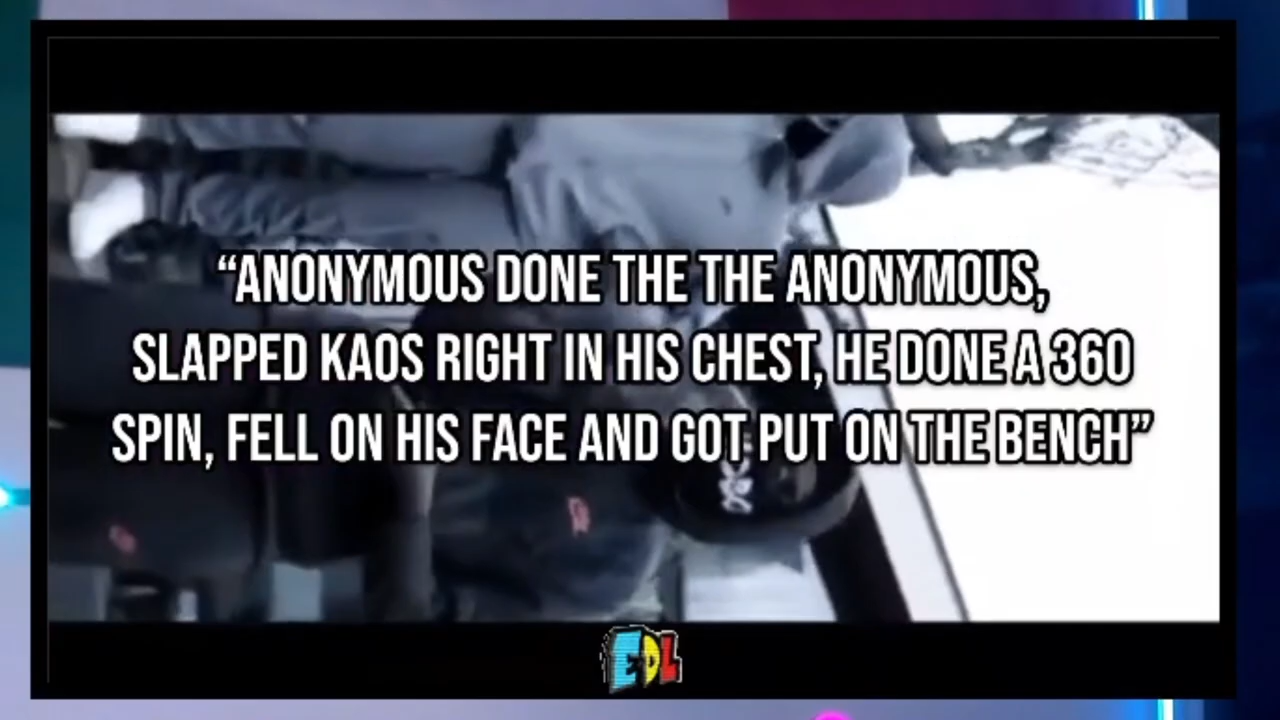 “ANONYMOUS DONE THE THE ANONYMOUS,
SLAPPED KAOS RIGHT IN HIS CHEST, HE DONE A 360
SPIN, FELL ON HIS FACE AND GOT PUT ON THE BENCH”
EDL